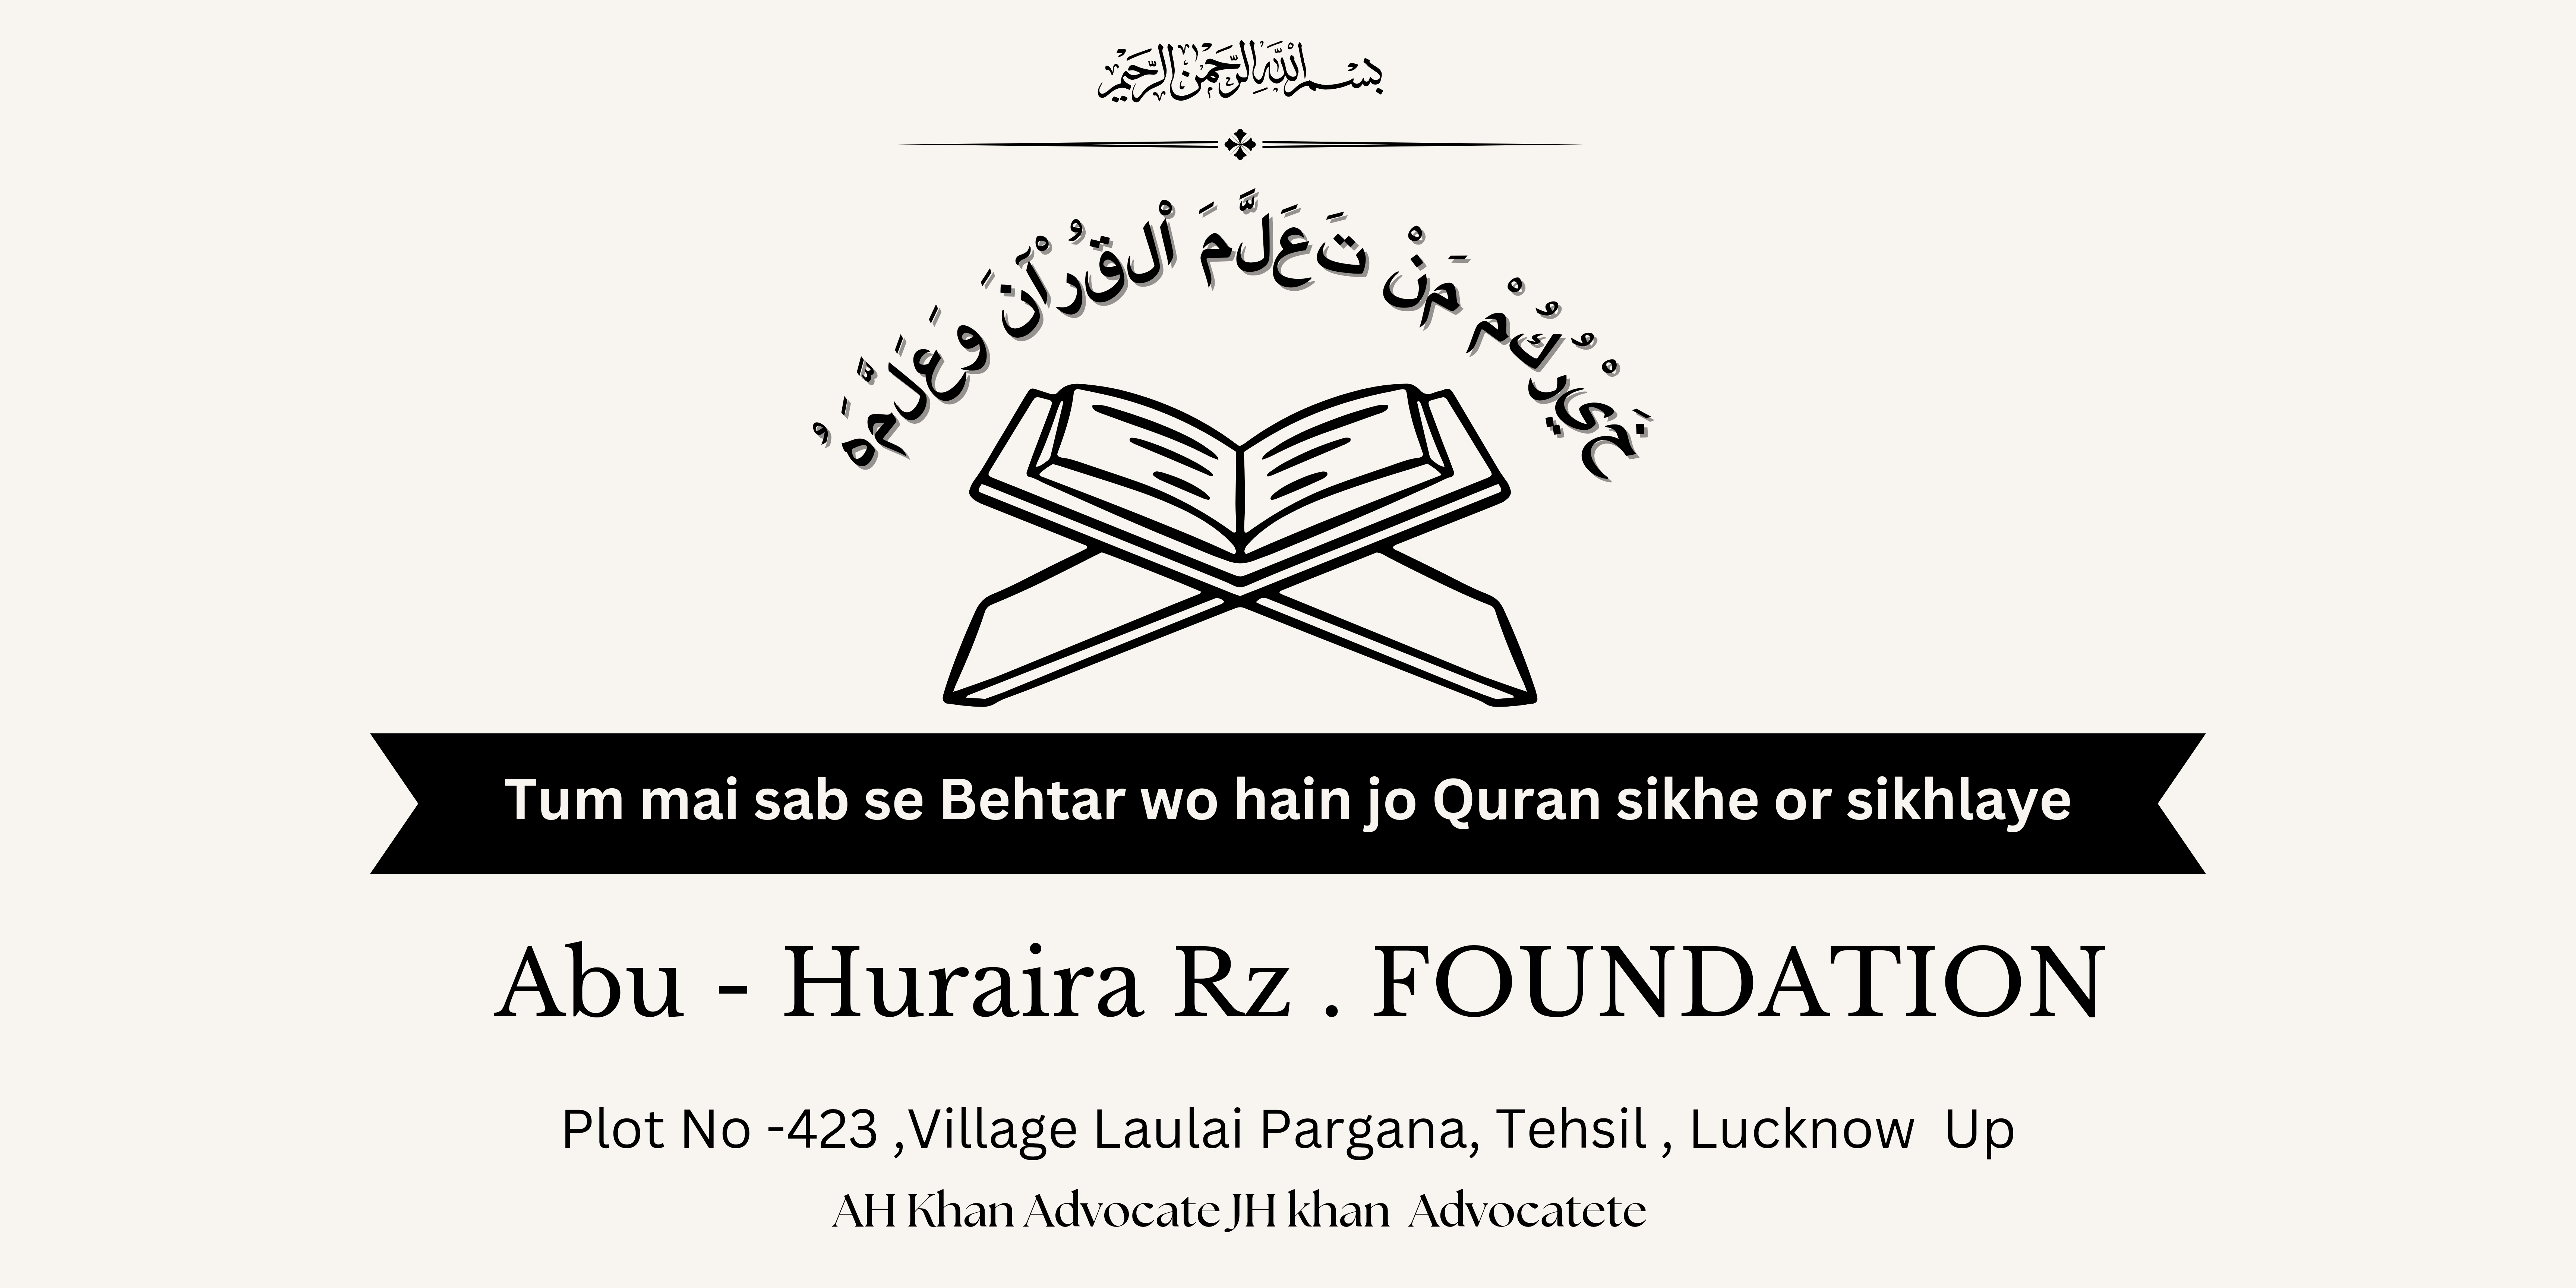 بسم الله الرحمن الرحيم
خَيْرُكُمْ مَنْ تَعَلَّمَ اْلقُرْآنَ وَعَلَّمَهُ
Tum mai sab se Behtar wo hain jo Quran sikhe or sikhlaye
Abu - Huraira Rz . FOUNDATION
Plot No -423 ,Village Laulai Pargana, Tehsil , Lucknow Up
AH Khan Advocate JH khan Advocatete